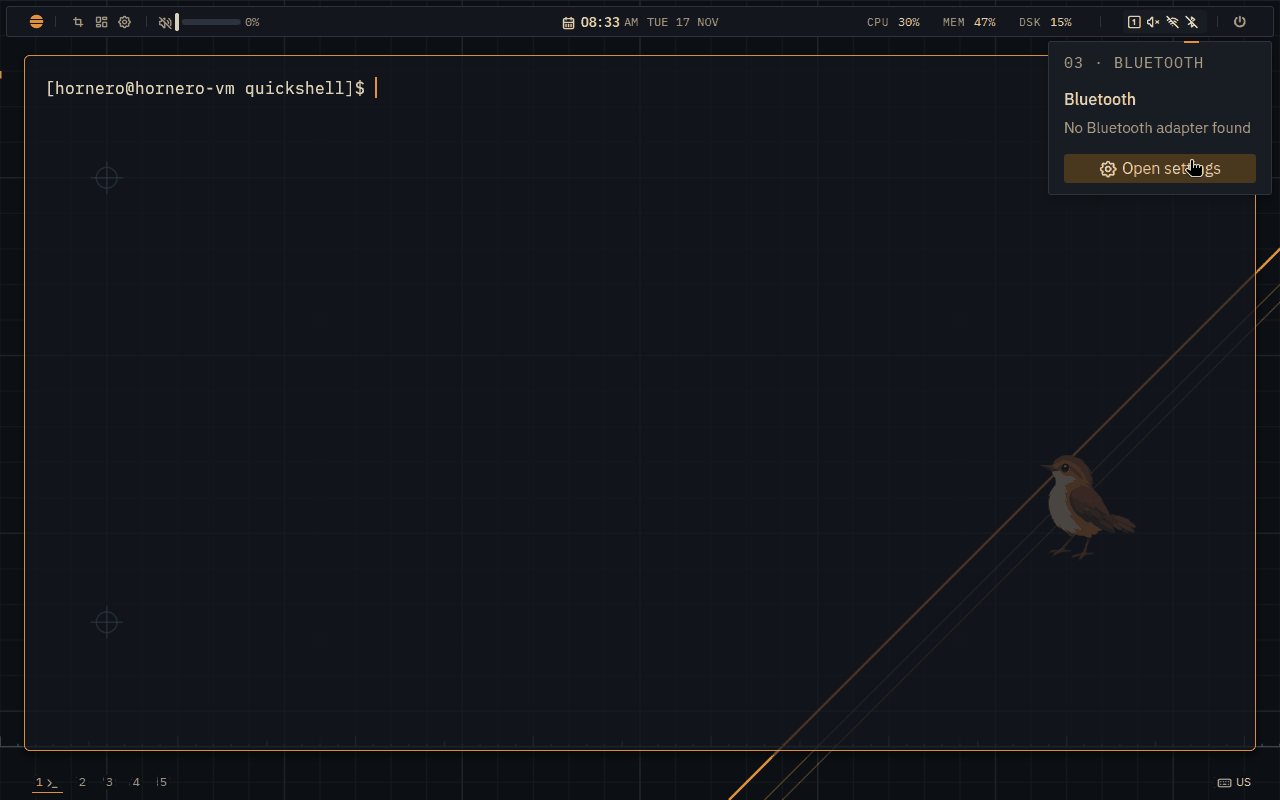 0%
08:33 AM TUE 17 NOV
CPU 30% MEM 47% DSK 15%
1
03 · BLUETOOTH
Bluetooth
No Bluetooth adapter found
Open settings
[hornero@hornero-vm quickshell]$
1 2 3 4 5
US